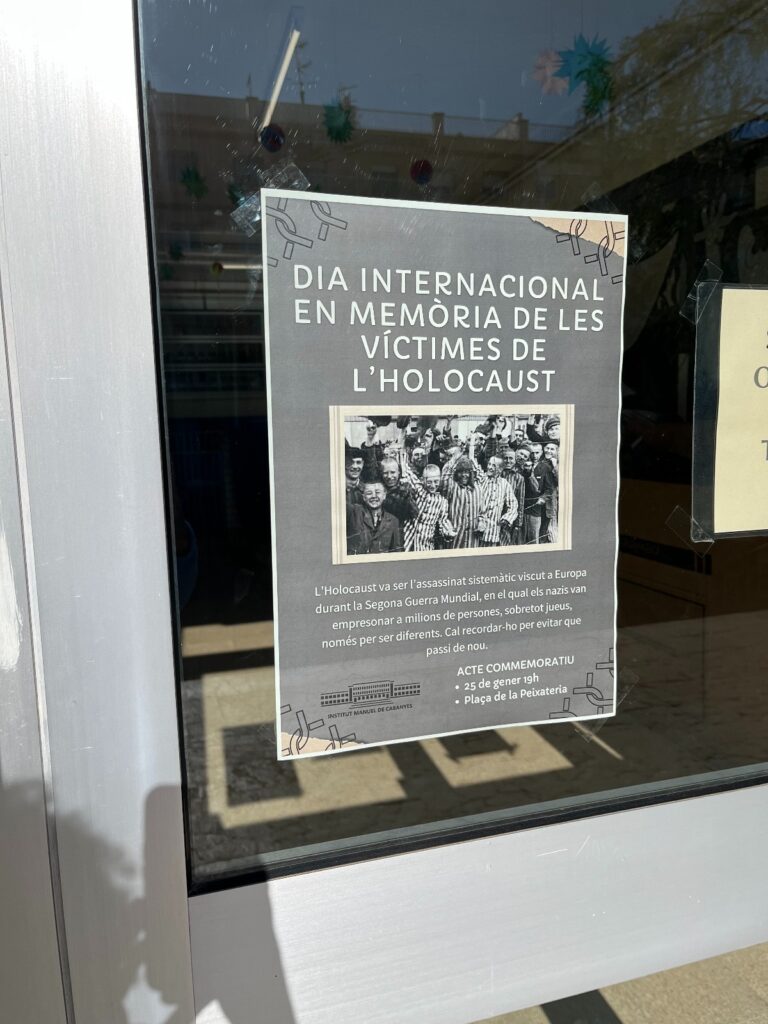 DIA INTERNACIONAL
EN MEMÒRIA DE LES
VÍCTIMES DE
L'HOLOCAUST
L'Holocaust va ser l'assassinat sistemàtic viscut a Europa
durant la Segona Guerra Mundial, en el qual els nazis van
empresonar a milions de persones, sobretot jueus,
només per ser diferents. Cal recordar-ho per evitar que
passi de nou.
ACTE COMMEMORATIU
• 25 de gener 19h
• Plaça de la Peixateria
INSTITUT MANUEL DE CABANYES